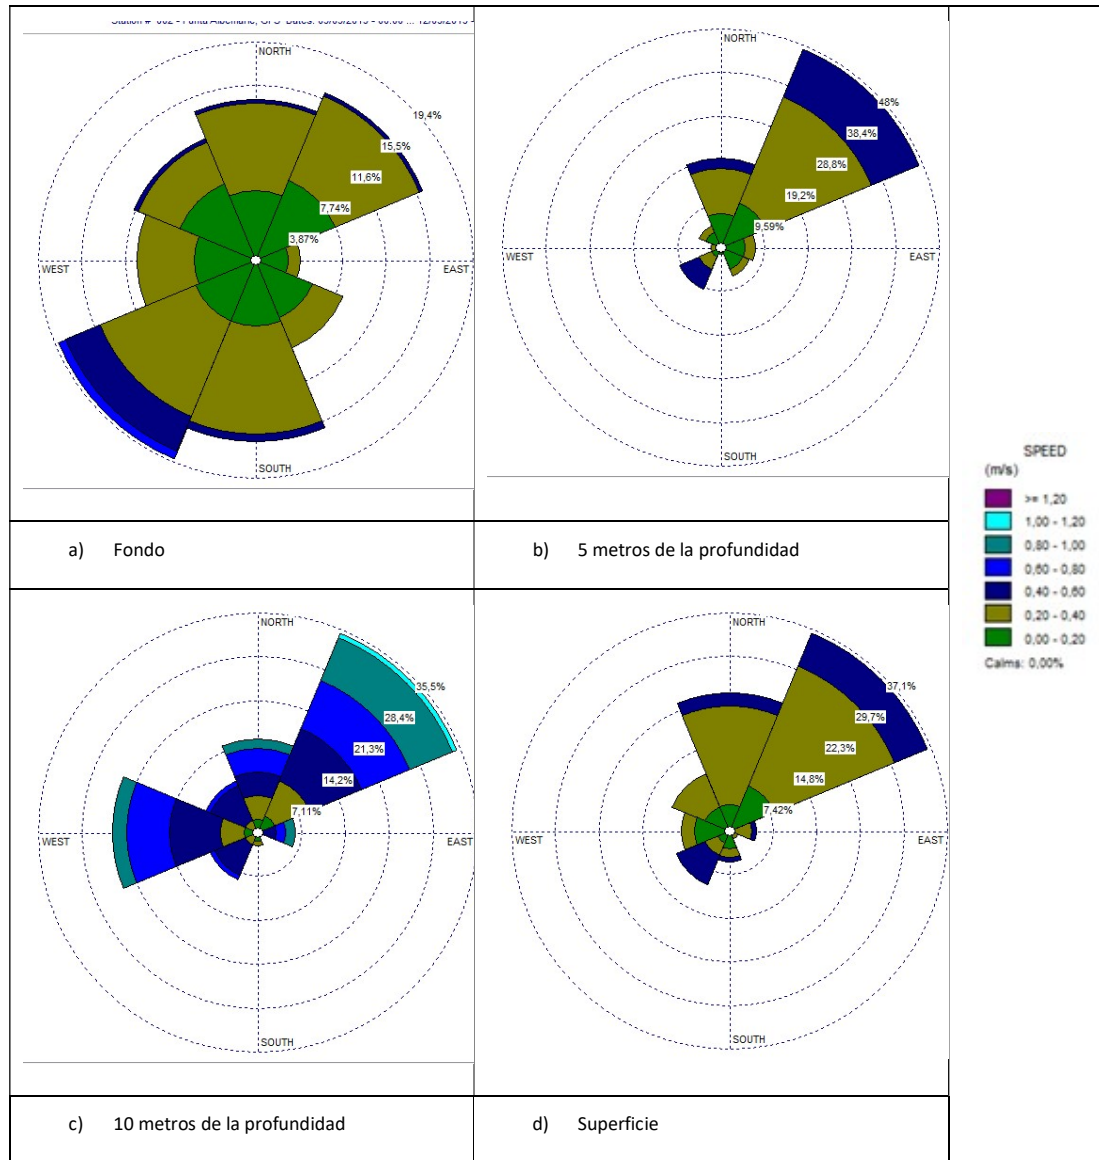 NORTH
19,4%
15,5%
11,6%
7,74%
3,87%
WEST
EAST
SOUTH
NORTH
48%
38,4%
28,8%
19,2%
9,59%
WEST
EAST
SOUTH
a) Fondo
b) 5 metros de la profundidad
SPEED
(m/s)
>= 1,20
1,00 - 1,20
0,80 - 1,00
0,60 - 0,80
0,40 - 0,60
0,20 - 0,40
0,00 - 0,20
Calms: 0,00%
NORTH
35,5%
28,4%
21,3%
14,2%
7,11%
WEST
EAST
SOUTH
NORTH
37,1%
29,7%
22,3%
14,8%
7,42%
WEST
EAST
SOUTH
c) 10 metros de la profundidad
d) Superficie